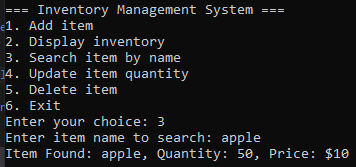 === Inventory Management System ===
1. Add item
2. Display inventory
3. Search item by name
4. Update item quantity
5. Delete item
6. Exit
Enter your choice: 3
Enter item name to search: apple
Item Found: apple, Quantity: 50, Price: $10